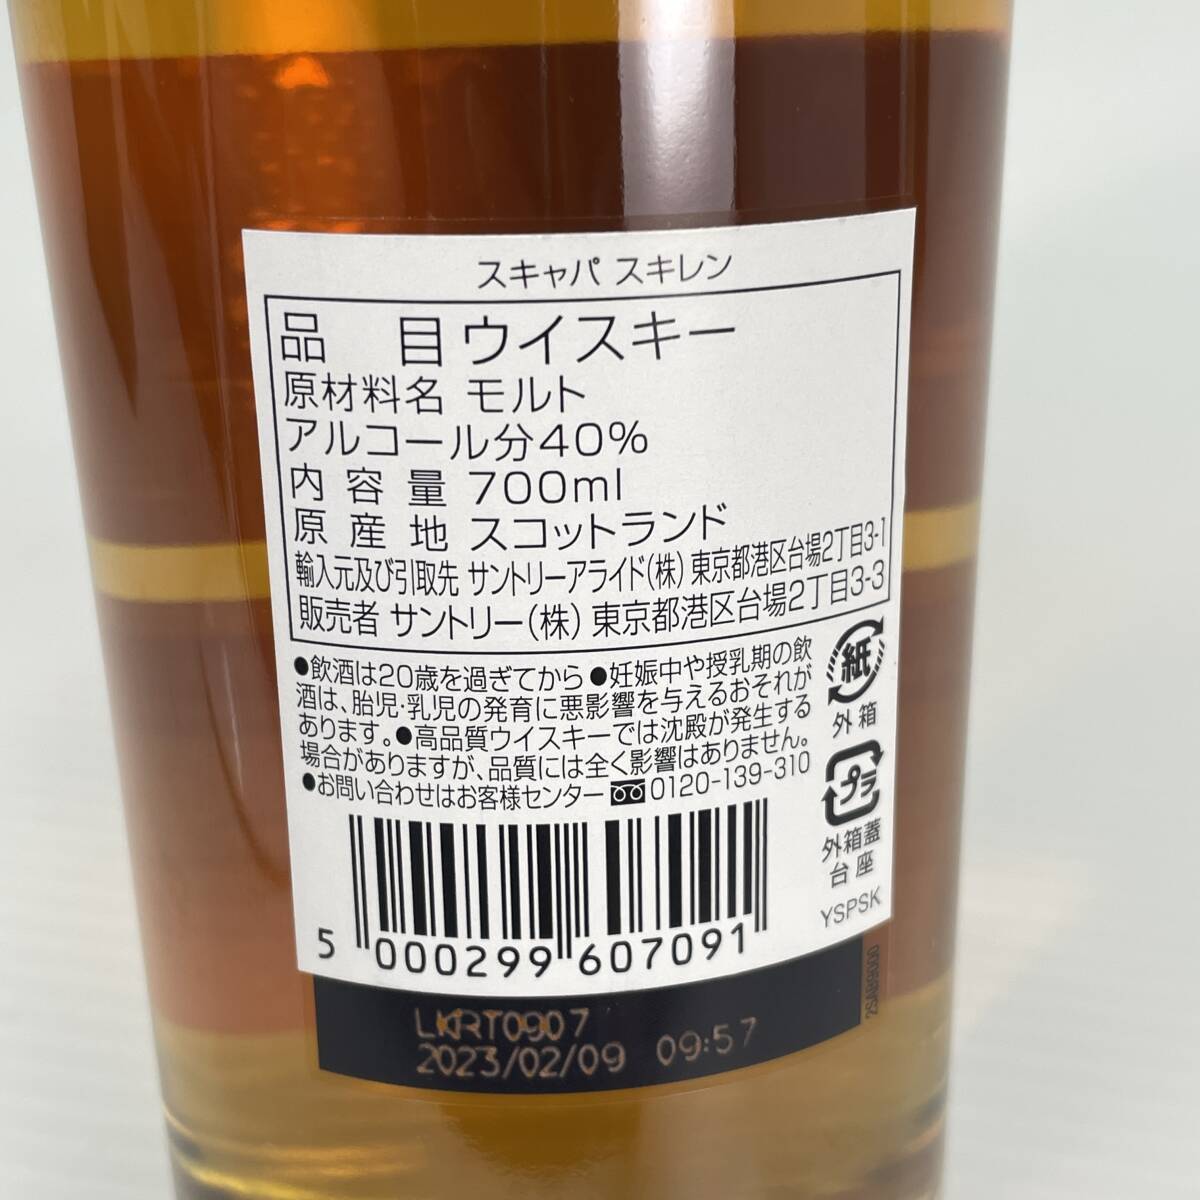 スキャパ スキレン
品目 ウイスキー
原材料名 モルト
アルコール分40%
内容量 700ml
原産地 スコットランド
輸入元及び引取先 サントリーアライド(株) 東京都港区台場2丁目3-1
販売者 サントリー(株) 東京都港区台場2丁目3-3
●飲酒は20歳を過ぎてから●妊娠中や授乳期の飲
酒は、胎児・乳児の発育に悪影響を与えるおそれが
あります。●高品質ウイスキーでは沈殿が発生する
場合がありますが、品質には全く影響はありません。
●お問い合わせはお客様センター 0120-139-310
紙
外箱
プラ
外箱蓋
台座
YSPSK
5 000299 607091
LKRT0907
2023/02/09 09:57